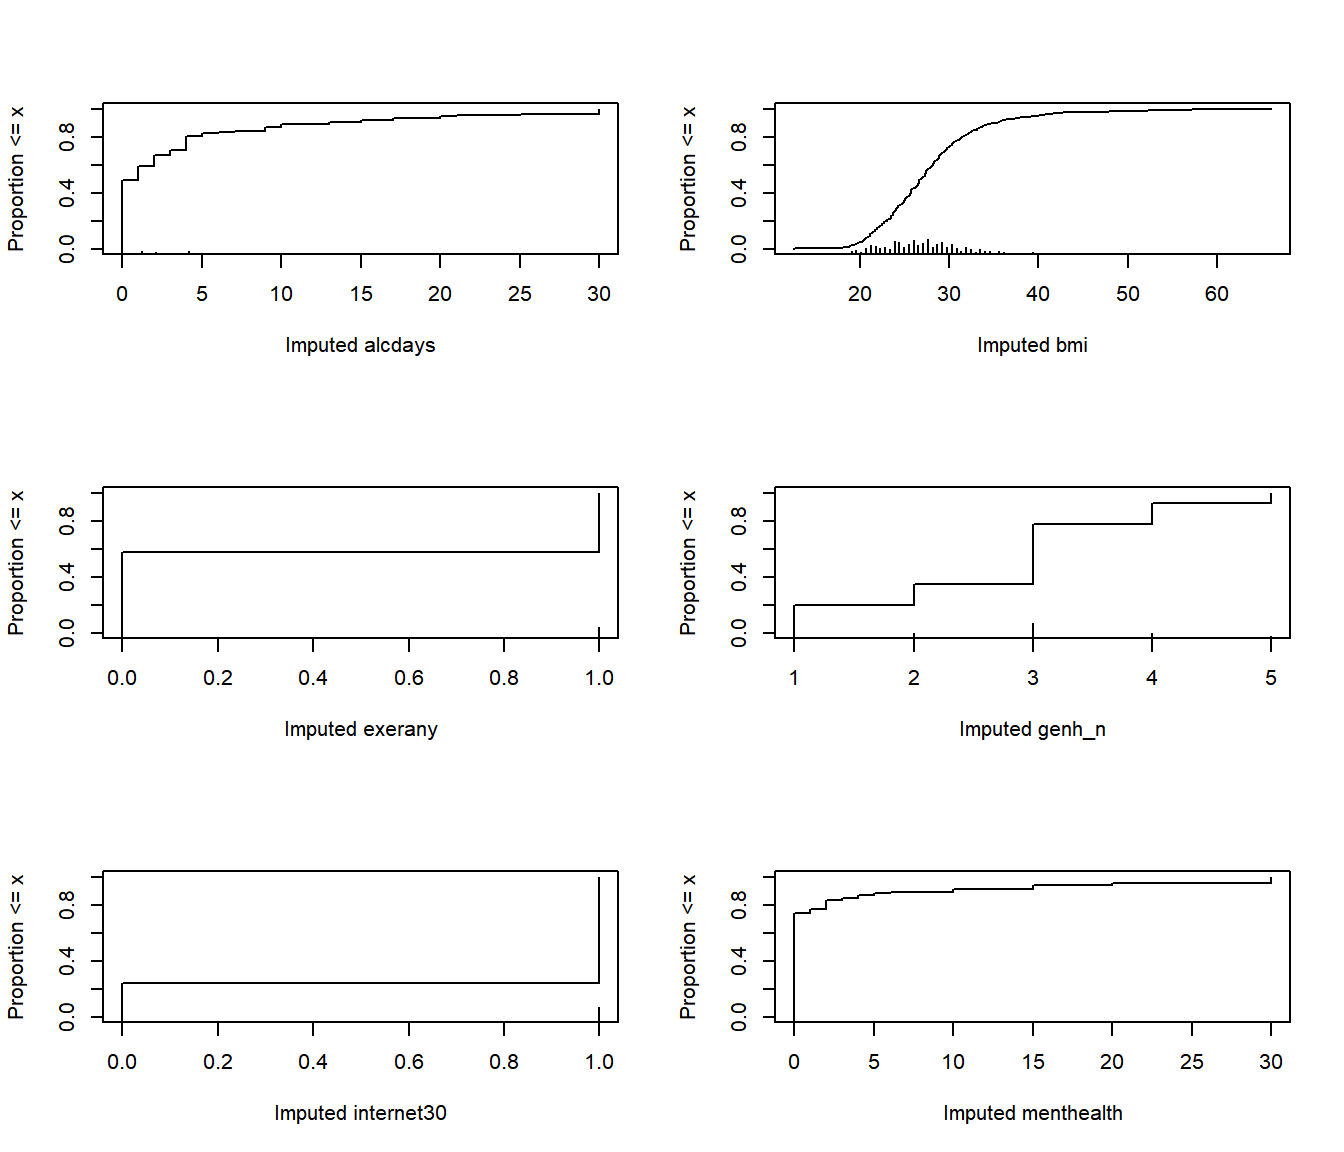 Proportion <= x
0.0 0.4 0.8
0 5 10 15 20 25 30
Imputed alcdays
Proportion <= x
0.0 0.4 0.8
20 30 40 50 60
Imputed bmi
Proportion <= x
0.0 0.4 0.8
0.0 0.2 0.4 0.6 0.8 1.0
Imputed exerany
Proportion <= x
0.0 0.4 0.8
1 2 3 4 5
Imputed genh_n
Proportion <= x
0.0 0.4 0.8
0.0 0.2 0.4 0.6 0.8 1.0
Imputed internet30
Proportion <= x
0.0 0.4 0.8
0 5 10 15 20 25 30
Imputed menthealth